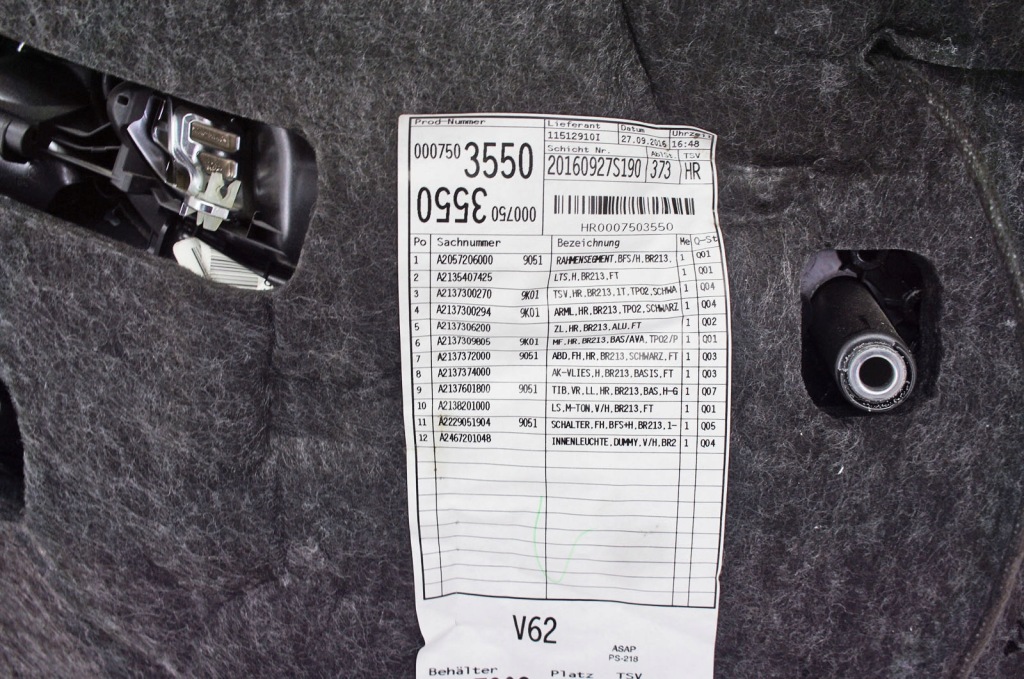 Prod Nummer Lieferant Datum Uhrzeit
11512910I 27.09.2016 16:48
000750 3550 Schicht Nr. AblSt. TSV
20160927S190 373 HR
000750 3550
HR0007503550
Po Sachnummer Bezeichnung Me Q-St
1 A2057206000 9051 RAHMENSEGMENT,BFS/H,BR213, 1 Q01
2 A2135407425 LTS,H,BR213,FT 1 Q01
3 A2137300270 9K01 TSV,HR,BR213,1T,TPO2,SCHWA 1 Q04
4 A2137300294 9K01 ARML,HR,BR213,TPO2,SCHWARZ 1 Q04
5 A2137306200 ZL,HR,BR213,ALU,FT 1 Q02
6 A2137309805 9K01 MF,HR,BR213,BAS/AVA,TPO2/P 1 Q01
7 A2137372000 9051 ABD,FH,HR,BR213,SCHWARZ,FT 1 Q03
8 A2137374000 AK-VLIES,H,BR213,BASIS,FT 1 Q03
9 A2137601800 9051 TIB,VR,LL,HR,BR213,BAS,H-G 1 Q07
10 A2138201000 LS,M-TON,V/H,BR213,FT 1 Q01
11 A2229051904 9051 SCHALTER,FH,BFS+H,BR213,1- 1 Q05
12 A2467201048 INNENLEUCHTE,DUMMY,V/H,BR2 1 Q04
V62
ASAP
PS-218
Behälter Platz TSV